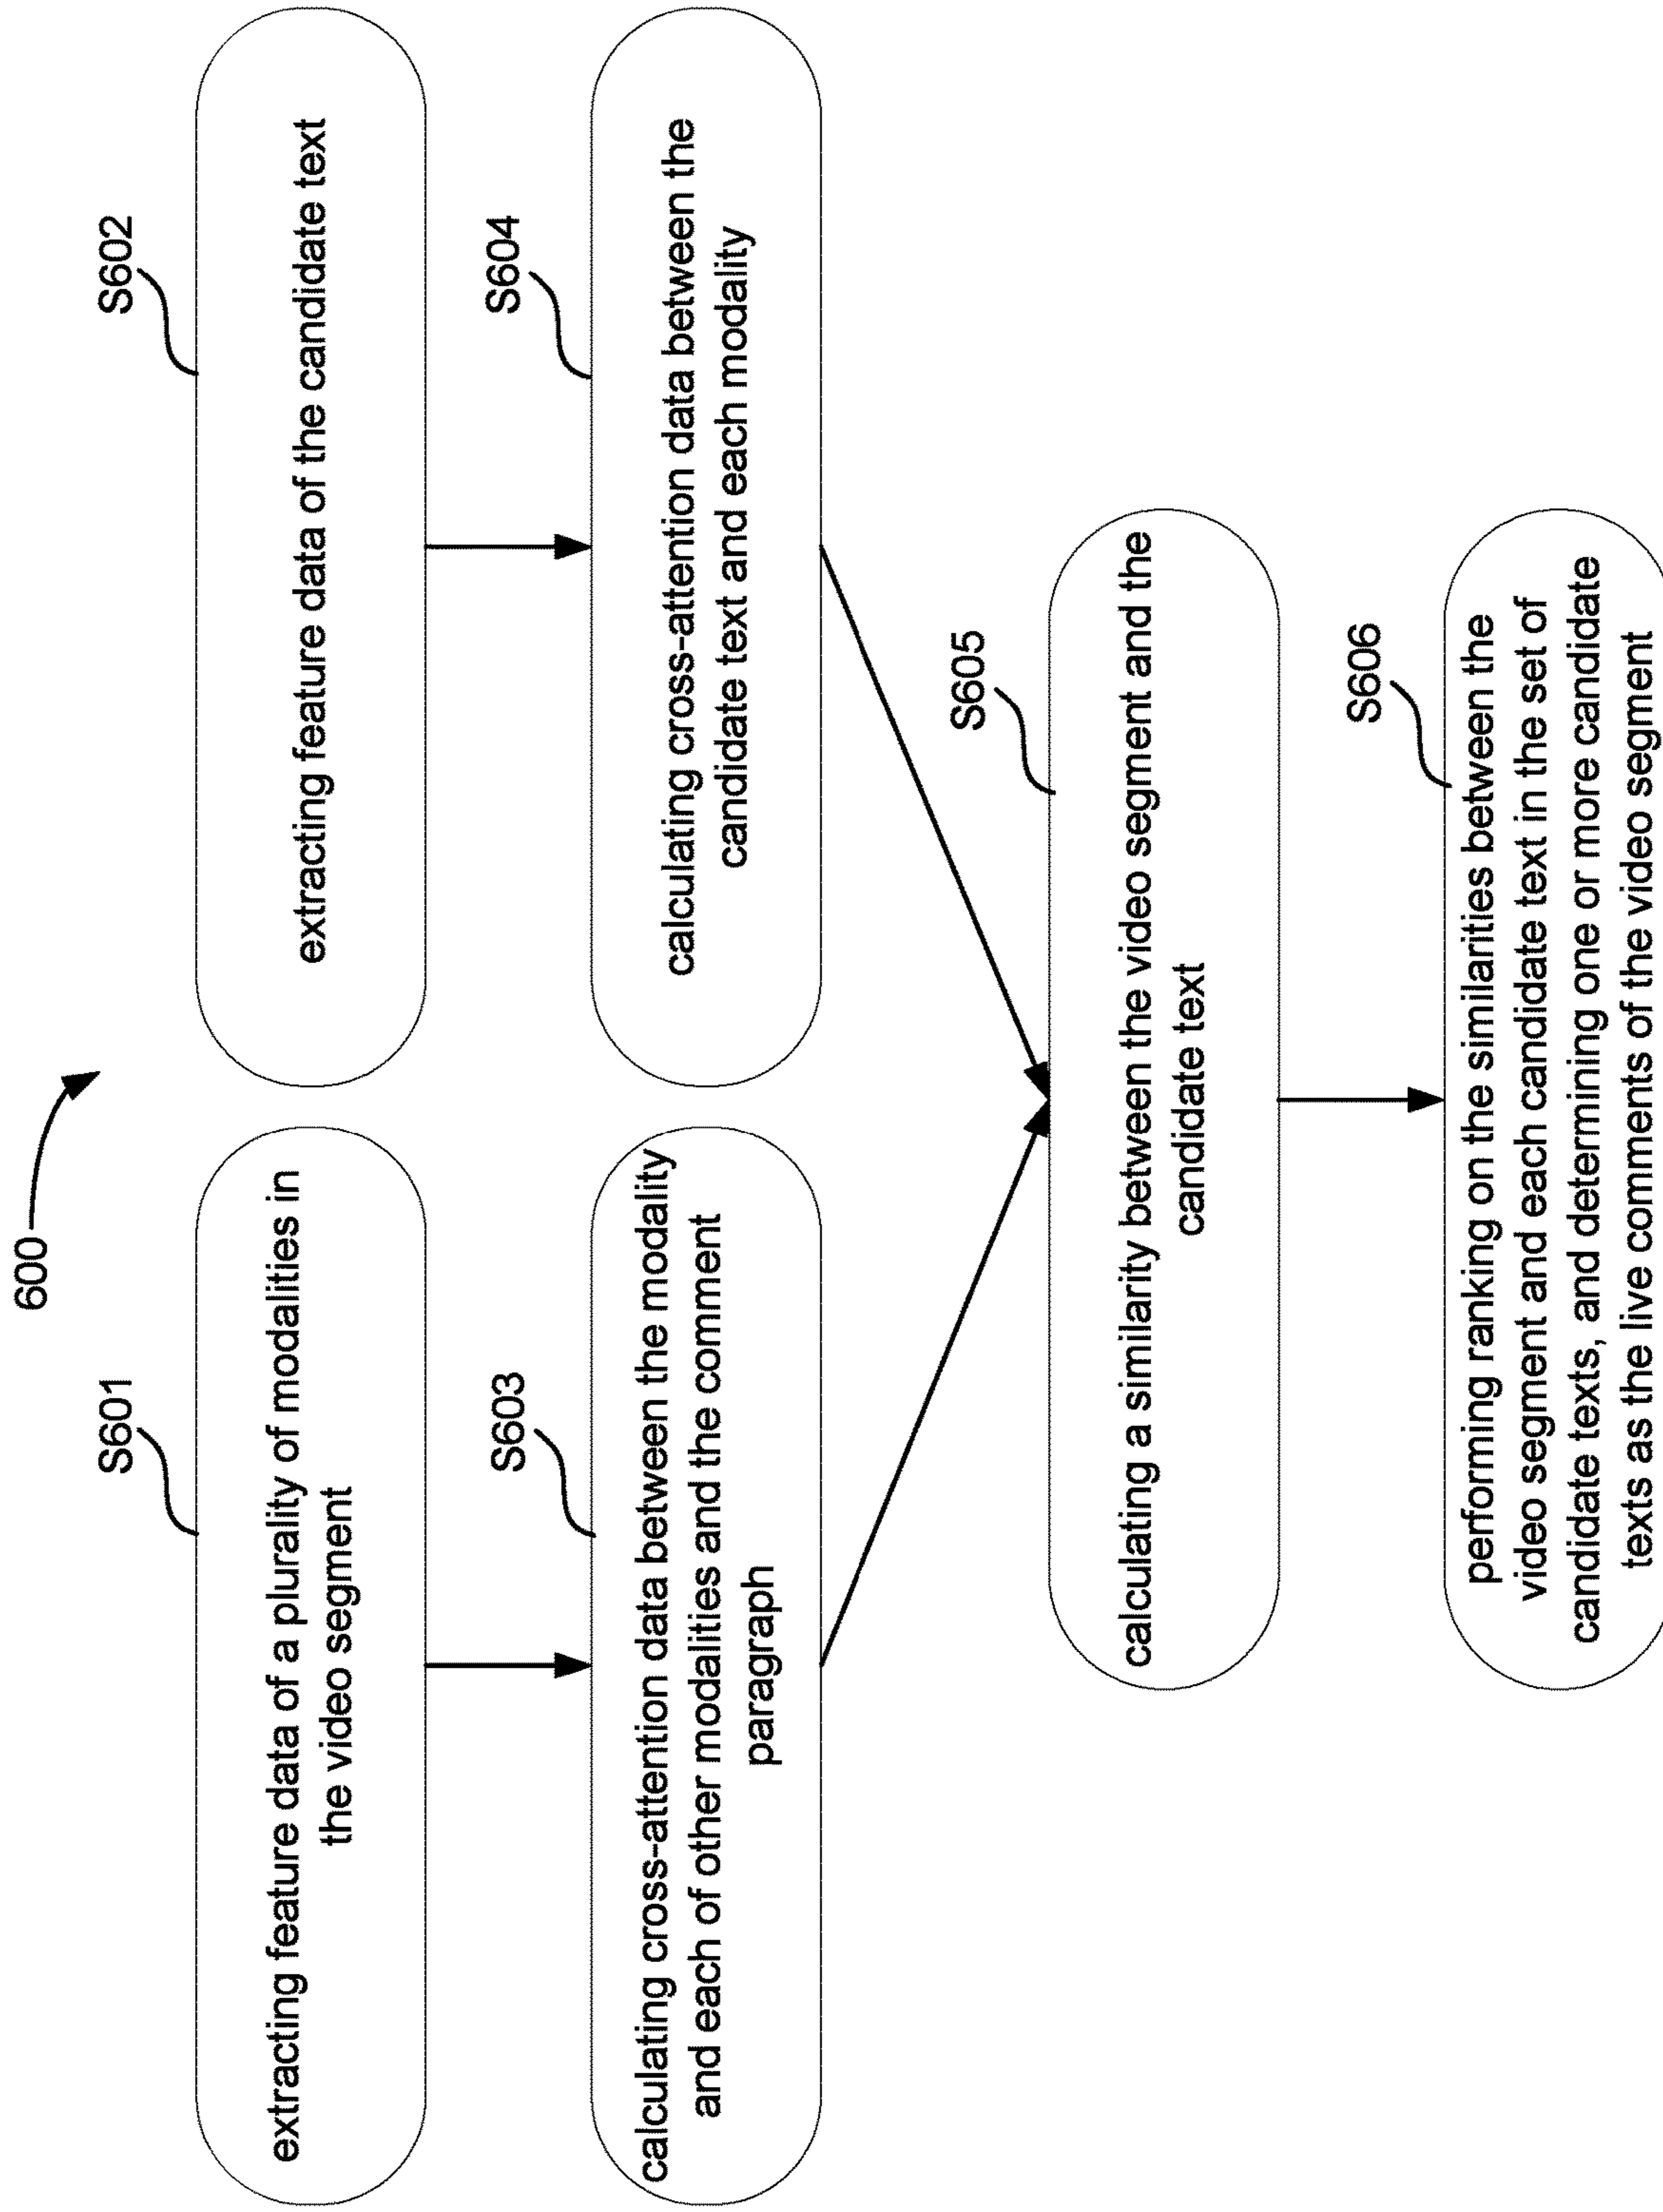 600
S601
extracting feature data of a plurality of modalities in
the video segment
S602
extracting feature data of the candidate text
S603
calculating cross-attention data between the modality
and each of other modalities and the comment
paragraph
S604
calculating cross-attention data between the
candidate text and each modality
S605
calculating a similarity between the video segment and the
candidate text
S606
performing ranking on the similarities between the
video segment and each candidate text in the set of
candidate texts, and determining one or more candidate
texts as the live comments of the video segment